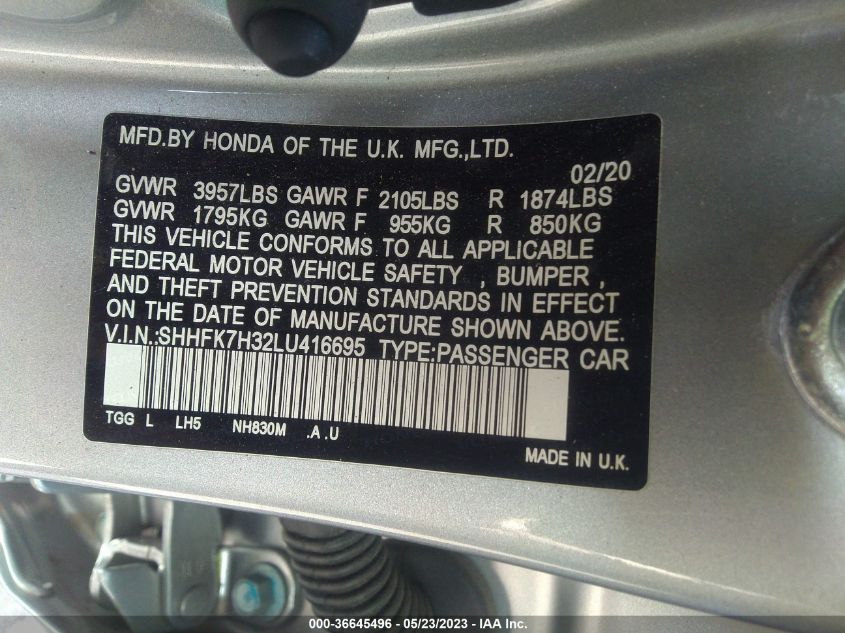 MFD.BY HONDA OF THE U.K. MFG.,LTD.
02/20
GVWR 3957LBS GAWR F 2105LBS R 1874LBS
GVWR 1795KG GAWR F 955KG R 850KG
THIS VEHICLE CONFORMS TO ALL APPLICABLE
FEDERAL MOTOR VEHICLE SAFETY , BUMPER ,
AND THEFT PREVENTION STANDARDS IN EFFECT
ON THE DATE OF MANUFACTURE SHOWN ABOVE.
V.I.N.:SHHFK7H32LU416695 TYPE:PASSENGER CAR
TGG L LH5 NH830M .A .U
MADE IN U.K.
000-36645496 - 05/23/2023 - IAA Inc.